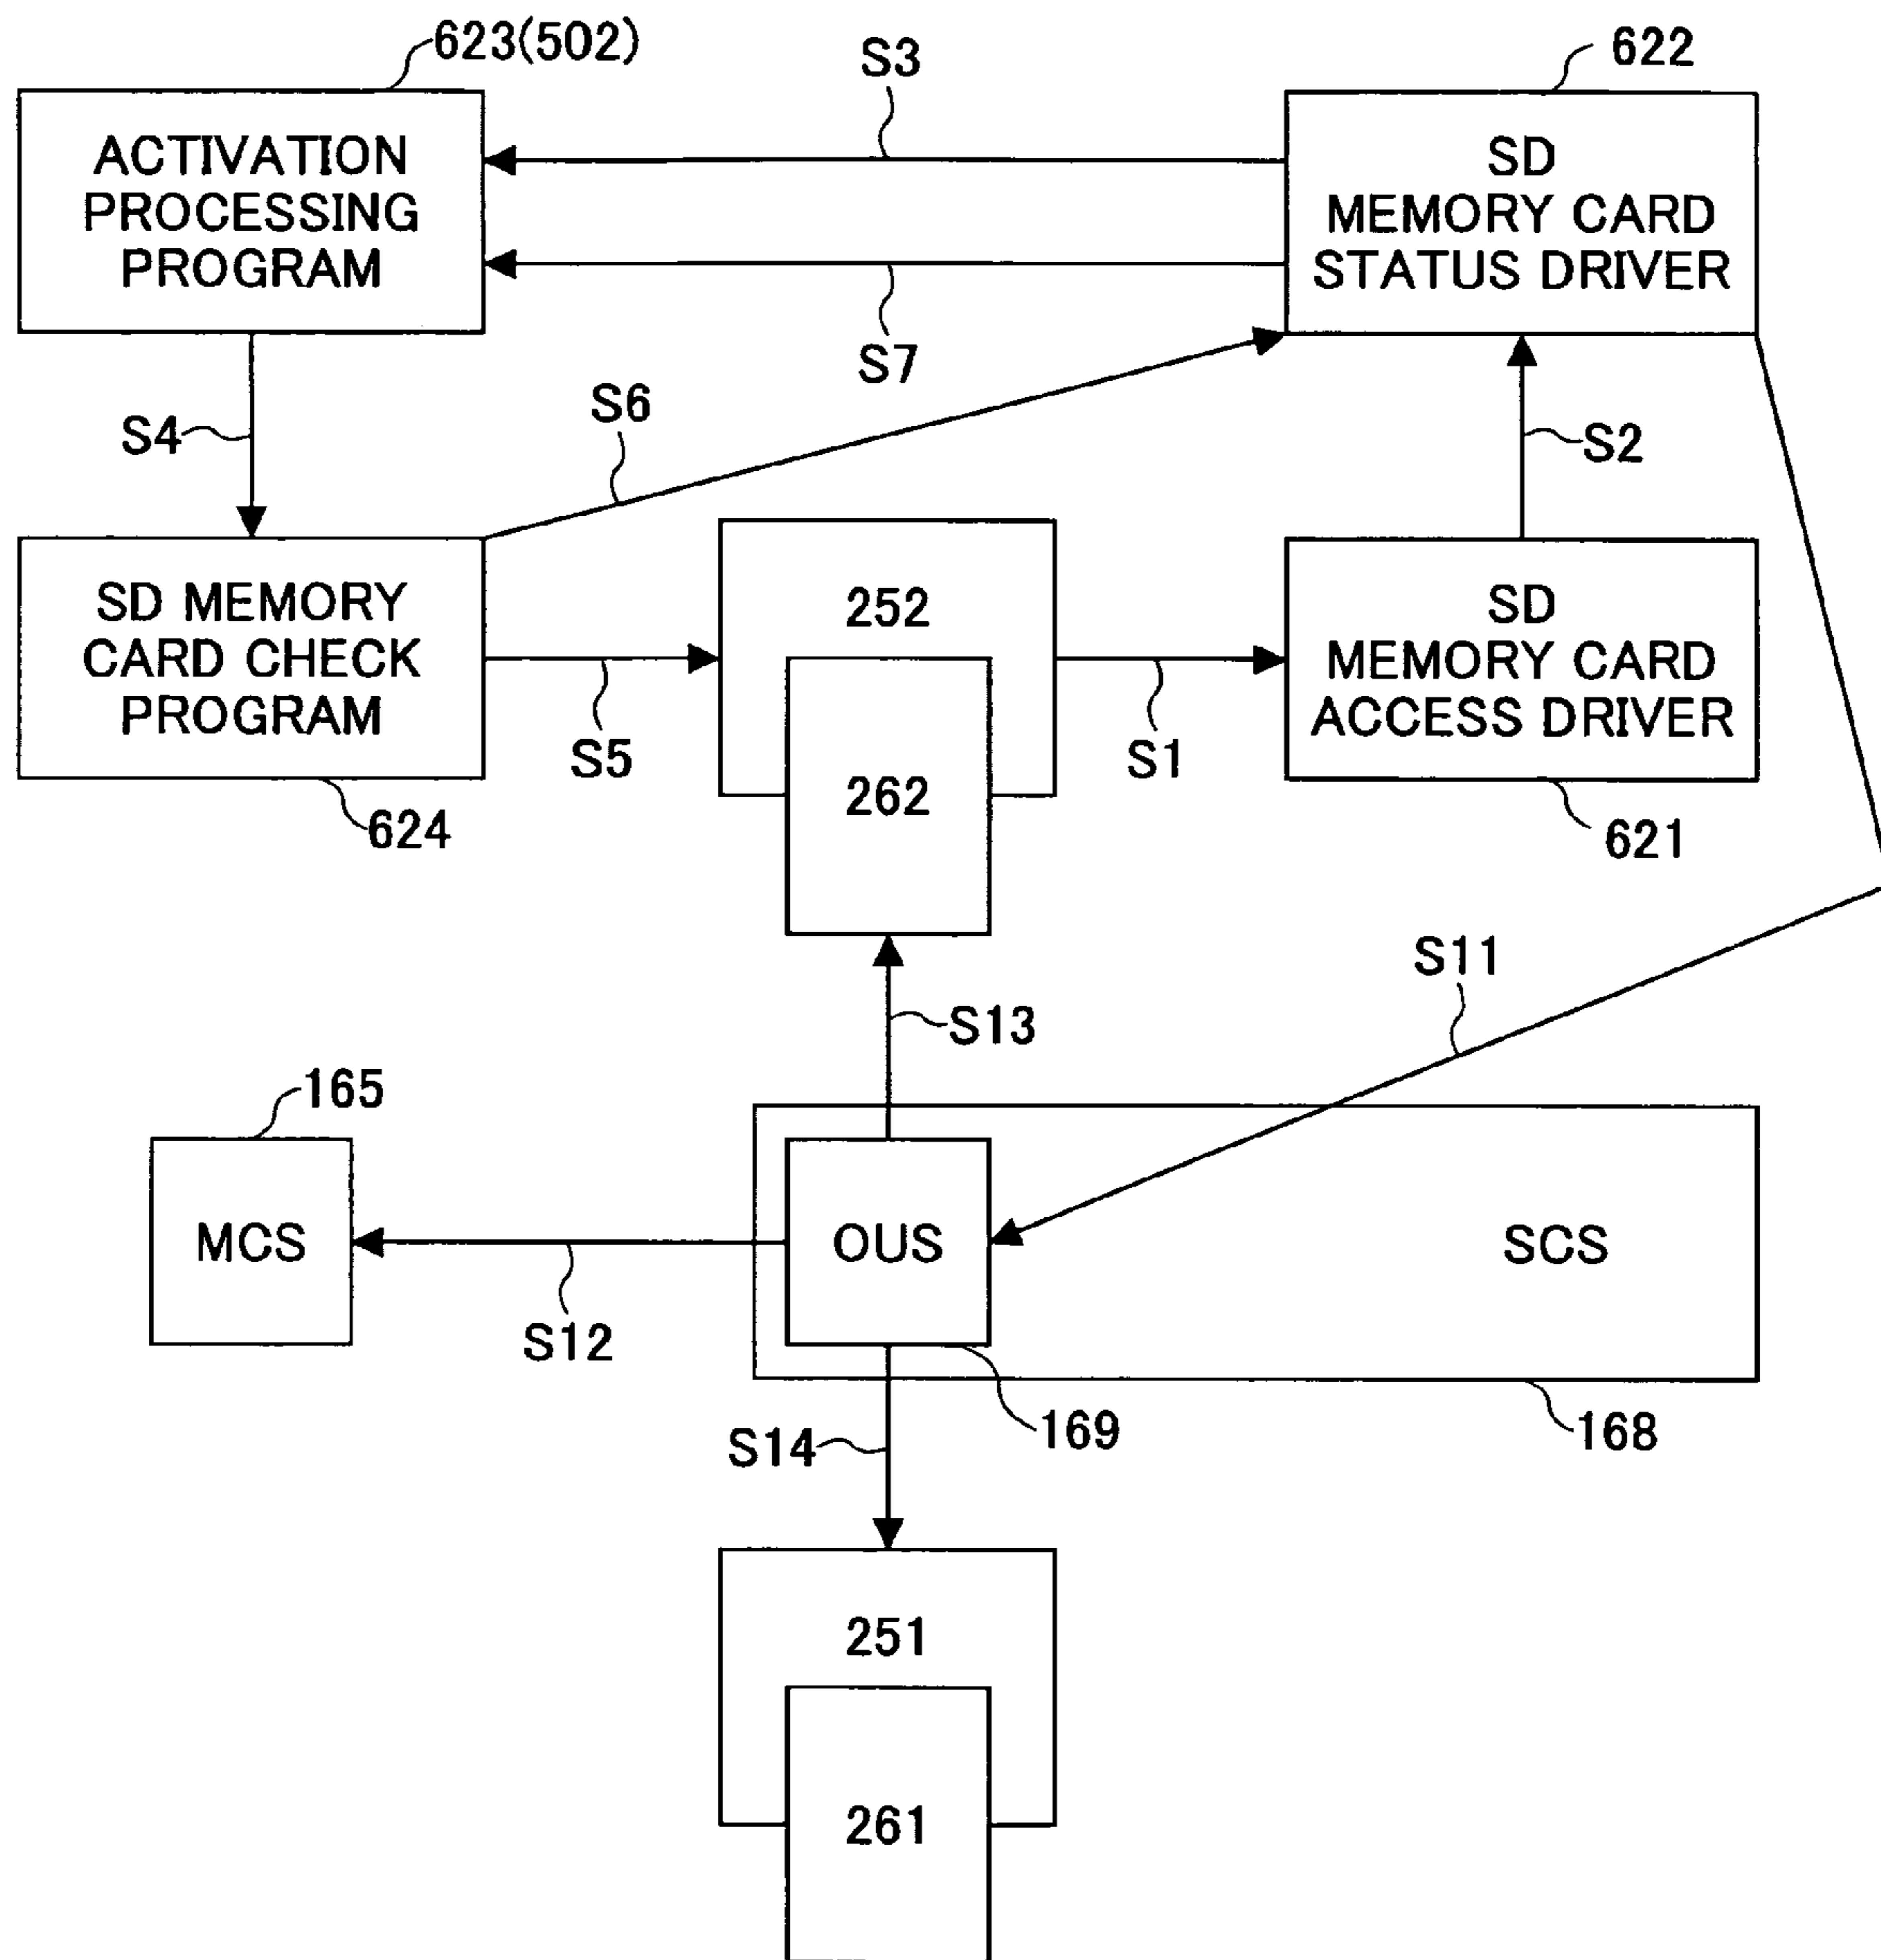 623(502)
S3
622
ACTIVATION
PROCESSING
PROGRAM
SD
MEMORY CARD
STATUS DRIVER
S7
S4
S6
S2
SD MEMORY
CARD CHECK
PROGRAM
252
SD
MEMORY CARD
ACCESS DRIVER
S5
S1
262
624
621
S11
S13
165
MCS
OUS
SCS
S12
S14
169
168
251
261